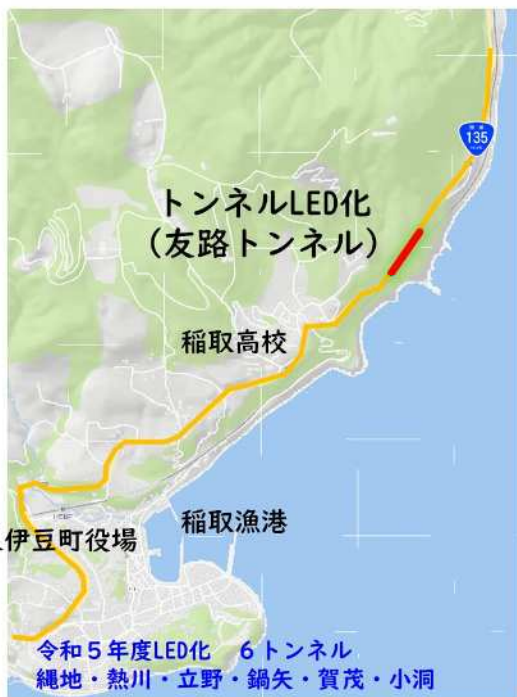 135
トンネルLED化
（友路トンネル）
稲取高校
稲取漁港
伊豆町役場
令和５年度LED化　６トンネル
縄地・熱川・立野・鍋矢・賀茂・小洞